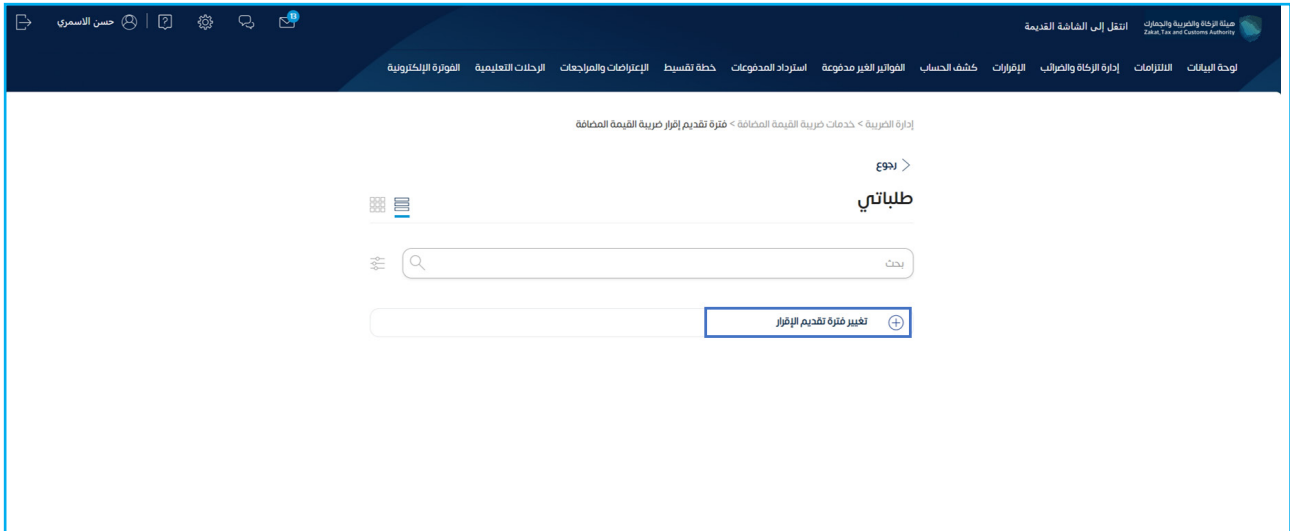 هيئة الزكاة والضريبة والجمارك
Zakat, Tax and Customs Authority
انتقل إلى الشاشة القديمة
13
حسن الاسمري
لوحة البيانات الالتزامات إدارة الزكاة والضرائب الإقرارات كشف الحساب الفواتير الغير مدفوعة استرداد المدفوعات خطة تقسيط الإعتراضات والمراجعات الرحلات التعليمية الفوترة الإلكترونية
إدارة الضريبة > خدمات ضريبة القيمة المضافة > فترة تقديم إقرار ضريبة القيمة المضافة
رجوع
طلباتي
بحث
تغيير فترة تقديم الإقرار